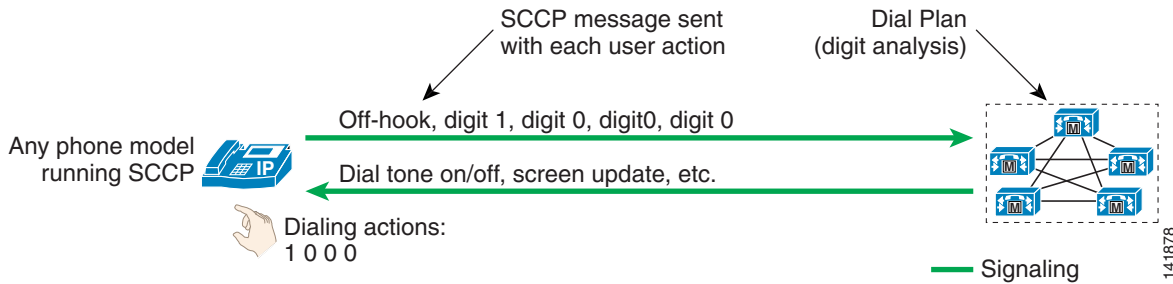 SCCP message sent
with each user action
Dial Plan
(digit analysis)
Off-hook, digit 1, digit 0, digit0, digit 0
Any phone model
running SCCP
IP
Dial tone on/off, screen update, etc.
Dialing actions:
1 0 0 0
M
M
M
M
M
Signaling
141878